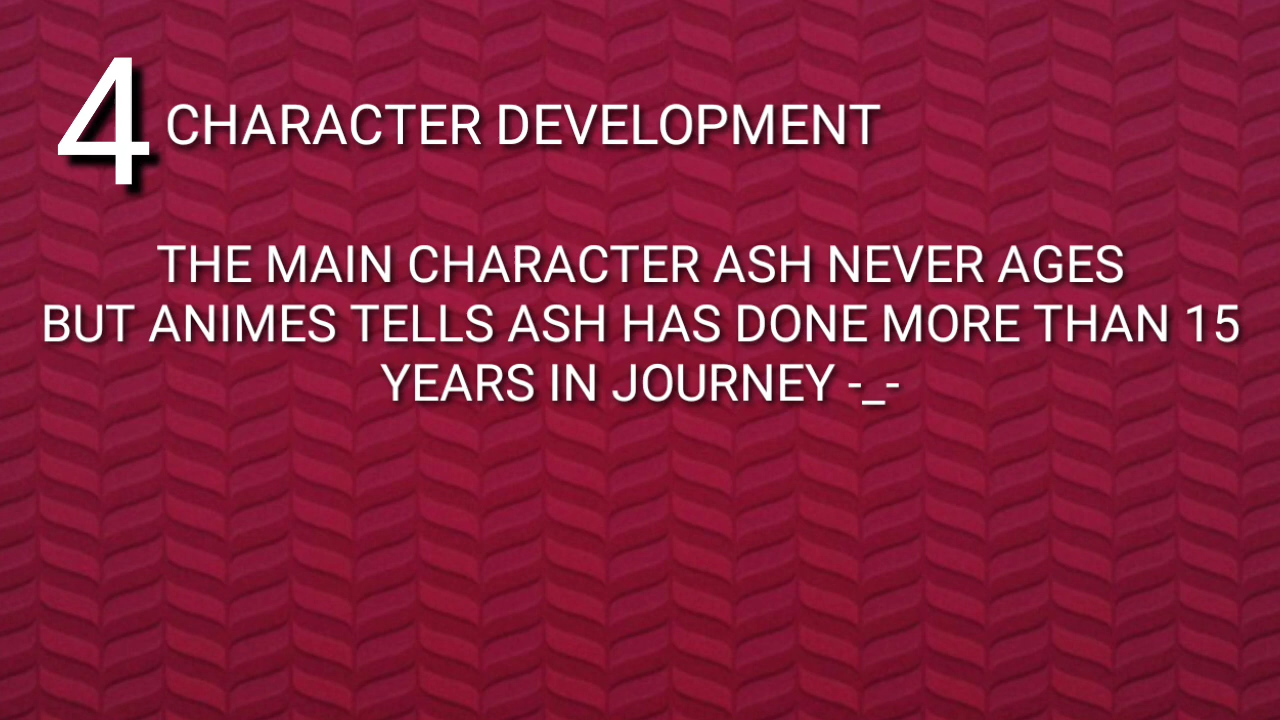 4 CHARACTER DEVELOPMENT
THE MAIN CHARACTER ASH NEVER AGES
BUT ANIMES TELLS ASH HAS DONE MORE THAN 15
YEARS IN JOURNEY -_-